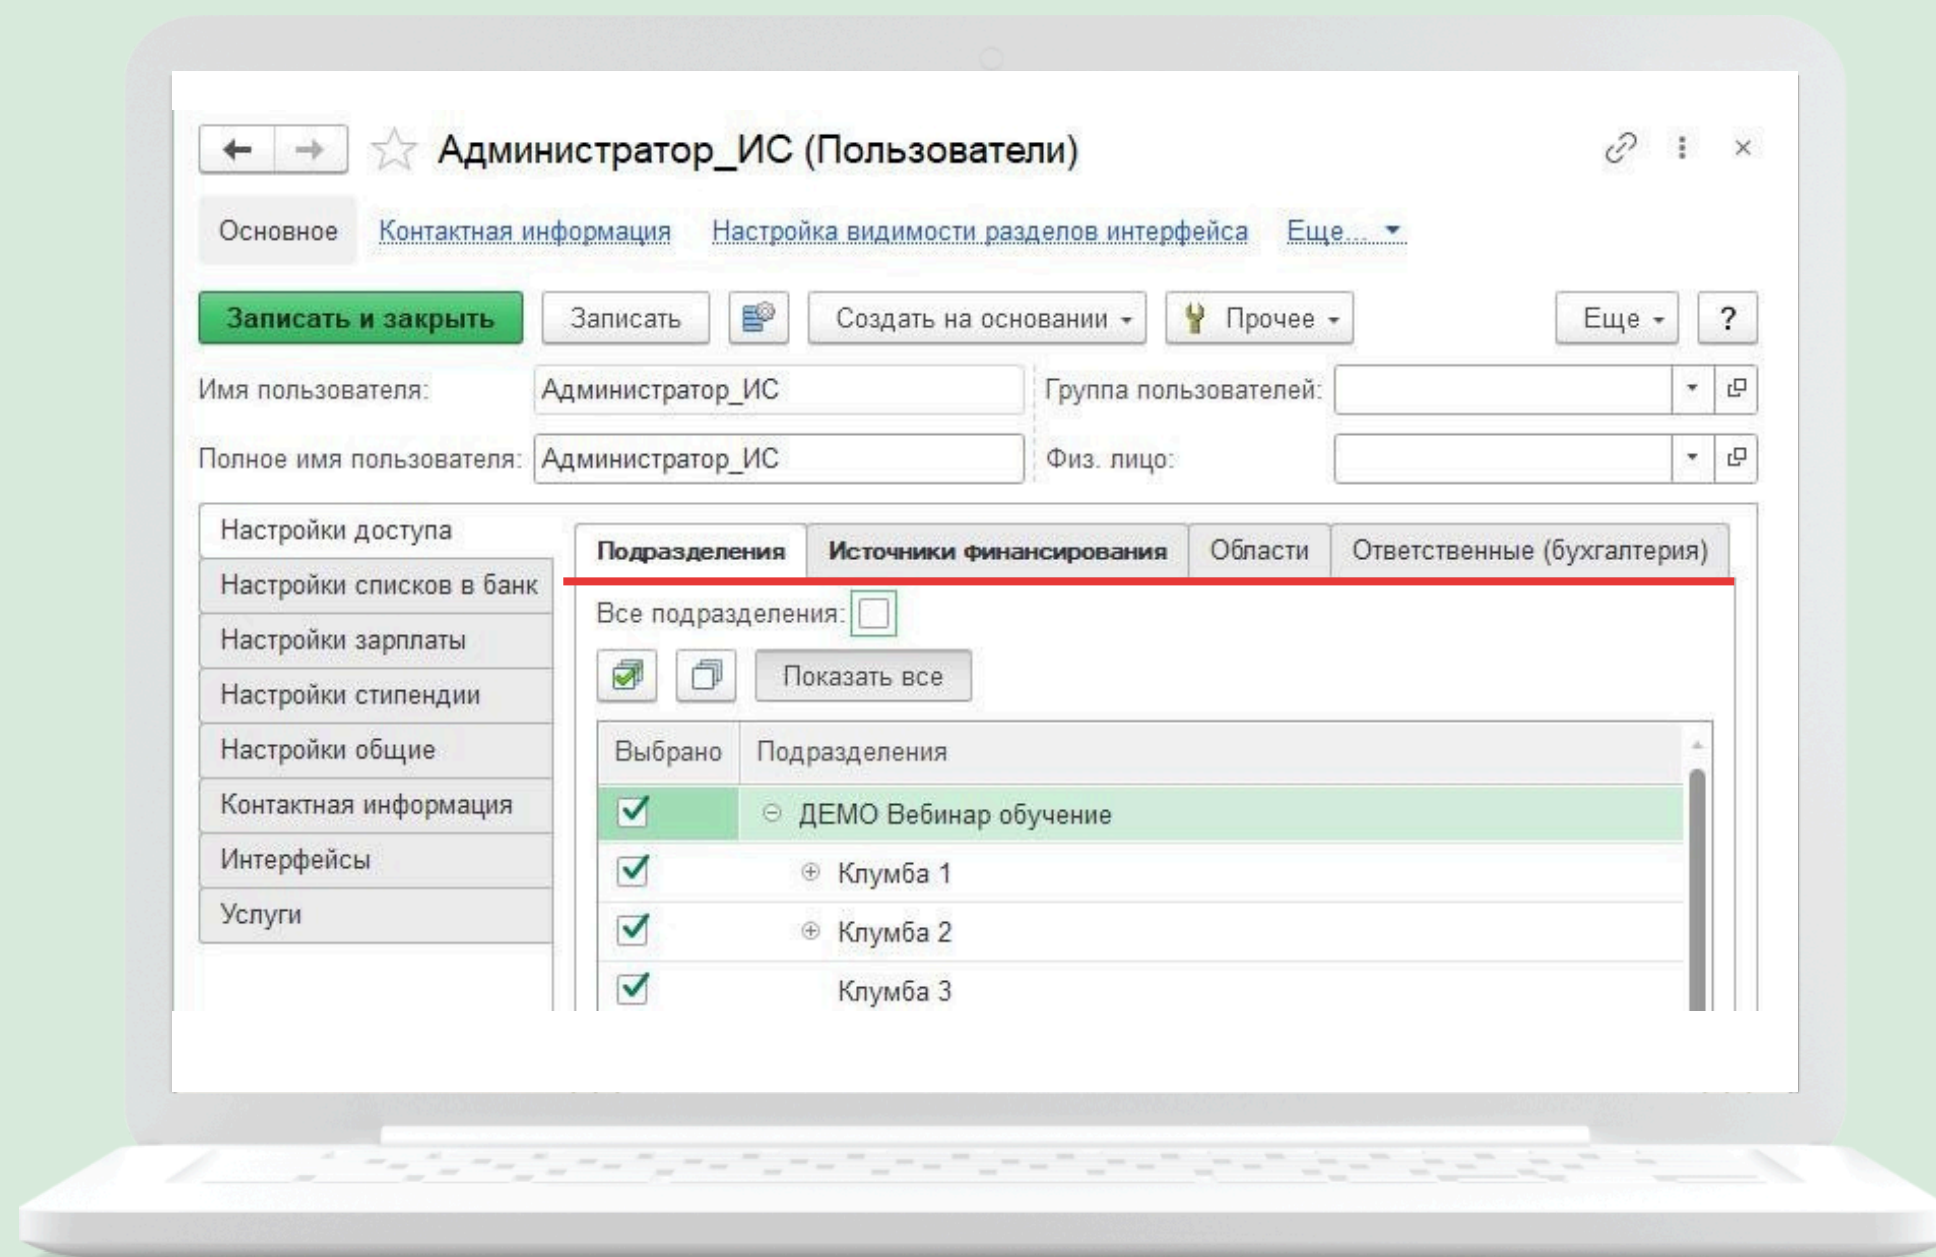 Администратор_ИС (Пользователи)
Основное Контактная информация Настройка видимости разделов интерфейса Еще...
Записать и закрыть Записать Создать на основании Прочее Еще ?
Имя пользователя: Администратор_ИС Группа пользователей:
Полное имя пользователя: Администратор_ИС Физ. лицо:
Настройки доступа
Настройки списков в банк
Настройки зарплаты
Настройки стипендии
Настройки общие
Контактная информация
Интерфейсы
Услуги
Подразделения Источники финансирования Области Ответственные (бухгалтерия)
Все подразделения:
Показать все
Выбрано Подразделения
ДЕМО Вебинар обучение
Клумба 1
Клумба 2
Клумба 3